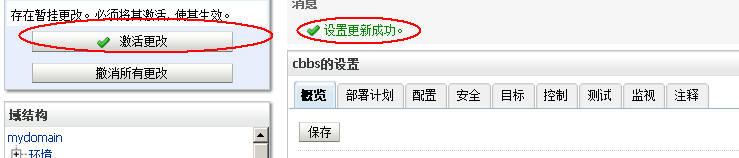 存在暂挂更改。必须将其激活, 使其生效。
激活更改
撤消所有更改
域结构
mydomain
环境
消息
设置更新成功。
cbbs的设置
概览 部署计划 配置 安全 目标 控制 测试 监视 注释
保存